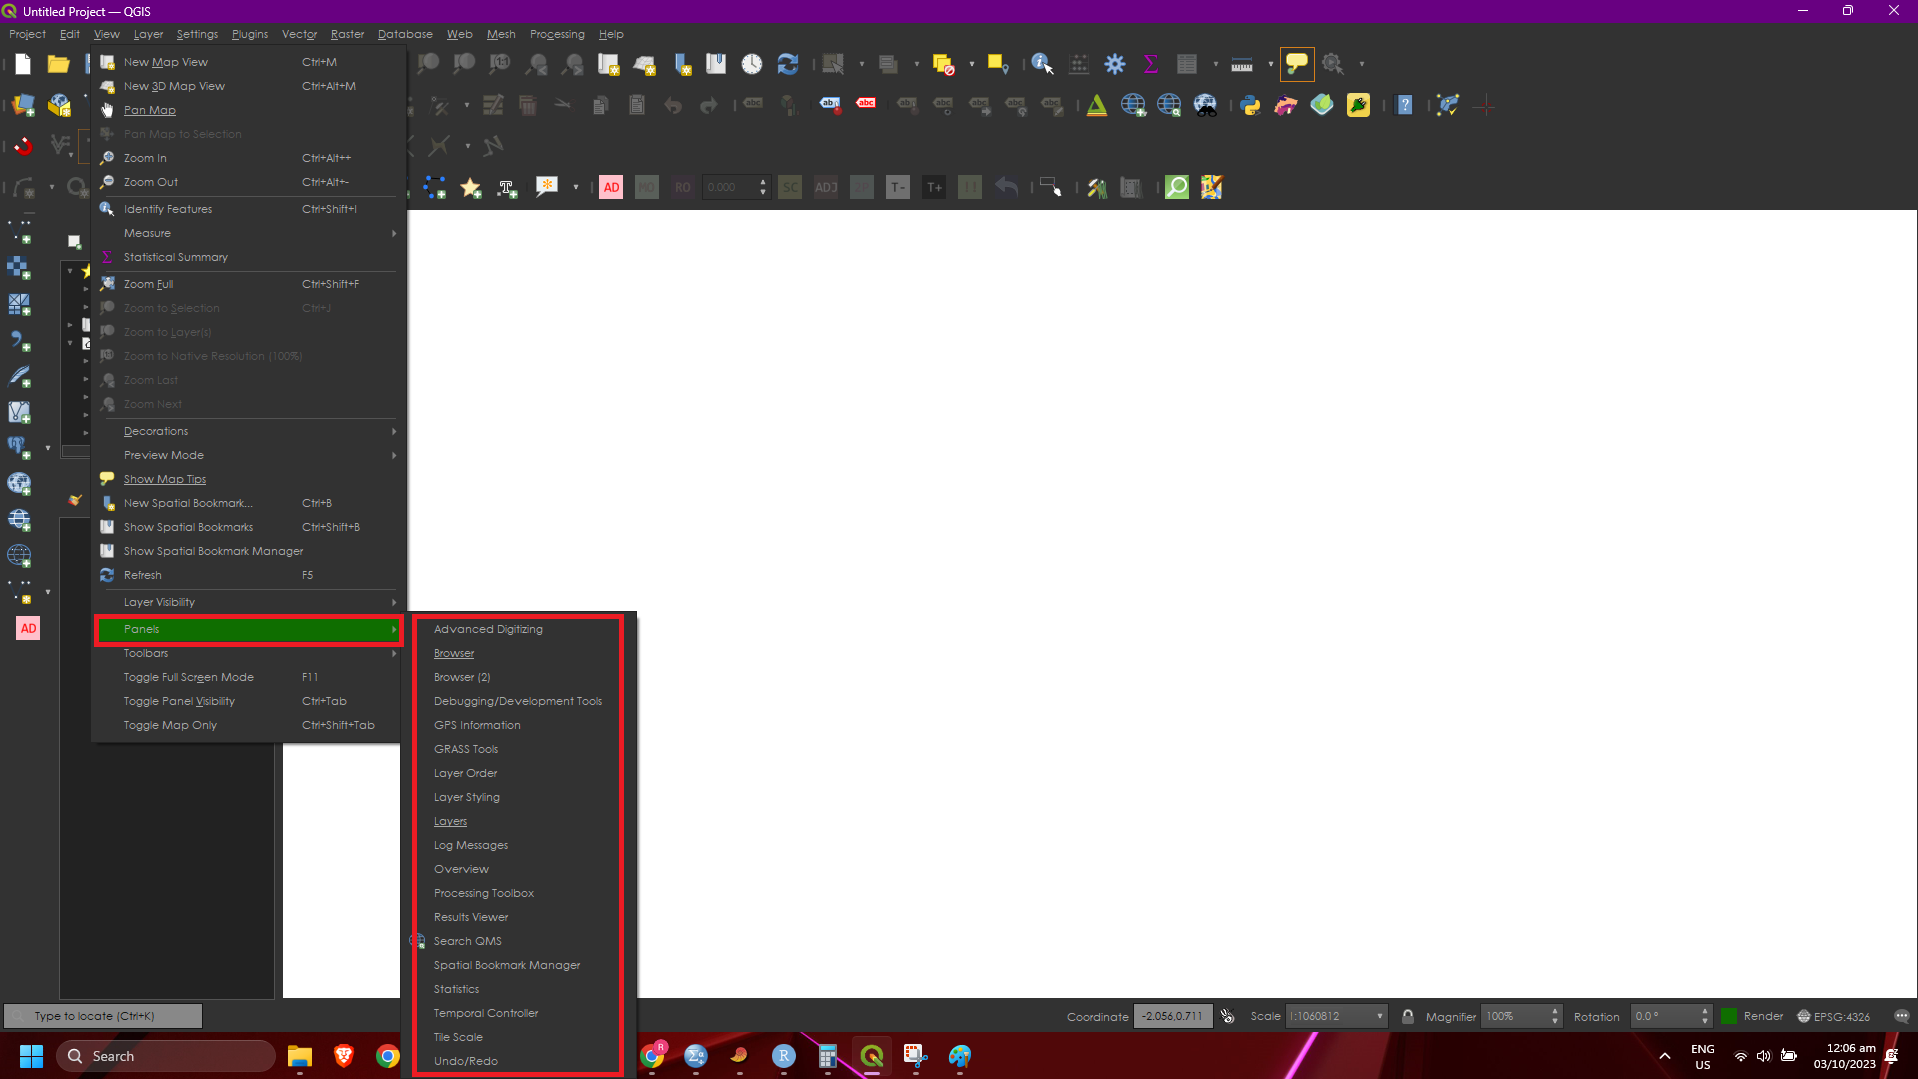 Untitled Project — QGIS
Project Edit View Layer Settings Plugins Vector Raster Database Web Mesh Processing Help
New Map View Ctrl+M
New 3D Map View Ctrl+Alt+M
Pan Map
Pan Map to Selection
Zoom In Ctrl+Alt++
Zoom Out Ctrl+Alt+-
AD MO RO 0.000 SC ADJ T- T+
Identify Features Ctrl+Shift+I
Measure
Statistical Summary
Zoom Full Ctrl+Shift+F
Zoom to Selection Ctrl+J
Zoom to Layer(s)
Zoom to Native Resolution (100%)
Zoom Last
Zoom Next
Decorations
Preview Mode
Show Map Tips
New Spatial Bookmark... Ctrl+B
Show Spatial Bookmarks Ctrl+Shift+B
Show Spatial Bookmark Manager
Refresh F5
Layer Visibility
AD
Panels
Toolbars
Toggle Full Screen Mode F11
Toggle Panel Visibility Ctrl+Tab
Toggle Map Only Ctrl+Shift+Tab
Advanced Digitizing
Browser
Browser (2)
Debugging/Development Tools
GPS Information
GRASS Tools
Layer Order
Layer Styling
Layers
Log Messages
Overview
Processing Toolbox
Results Viewer
Search QMS
Spatial Bookmark Manager
Statistics
Temporal Controller
Tile Scale
Undo/Redo
Type to locate (Ctrl+K)
Coordinate -2.056,0.711 Scale 1:1060812 Magnifier 100% Rotation 0.0 ° Render EPSG:4326
Search
ENG
US
12:06 am
03/10/2023